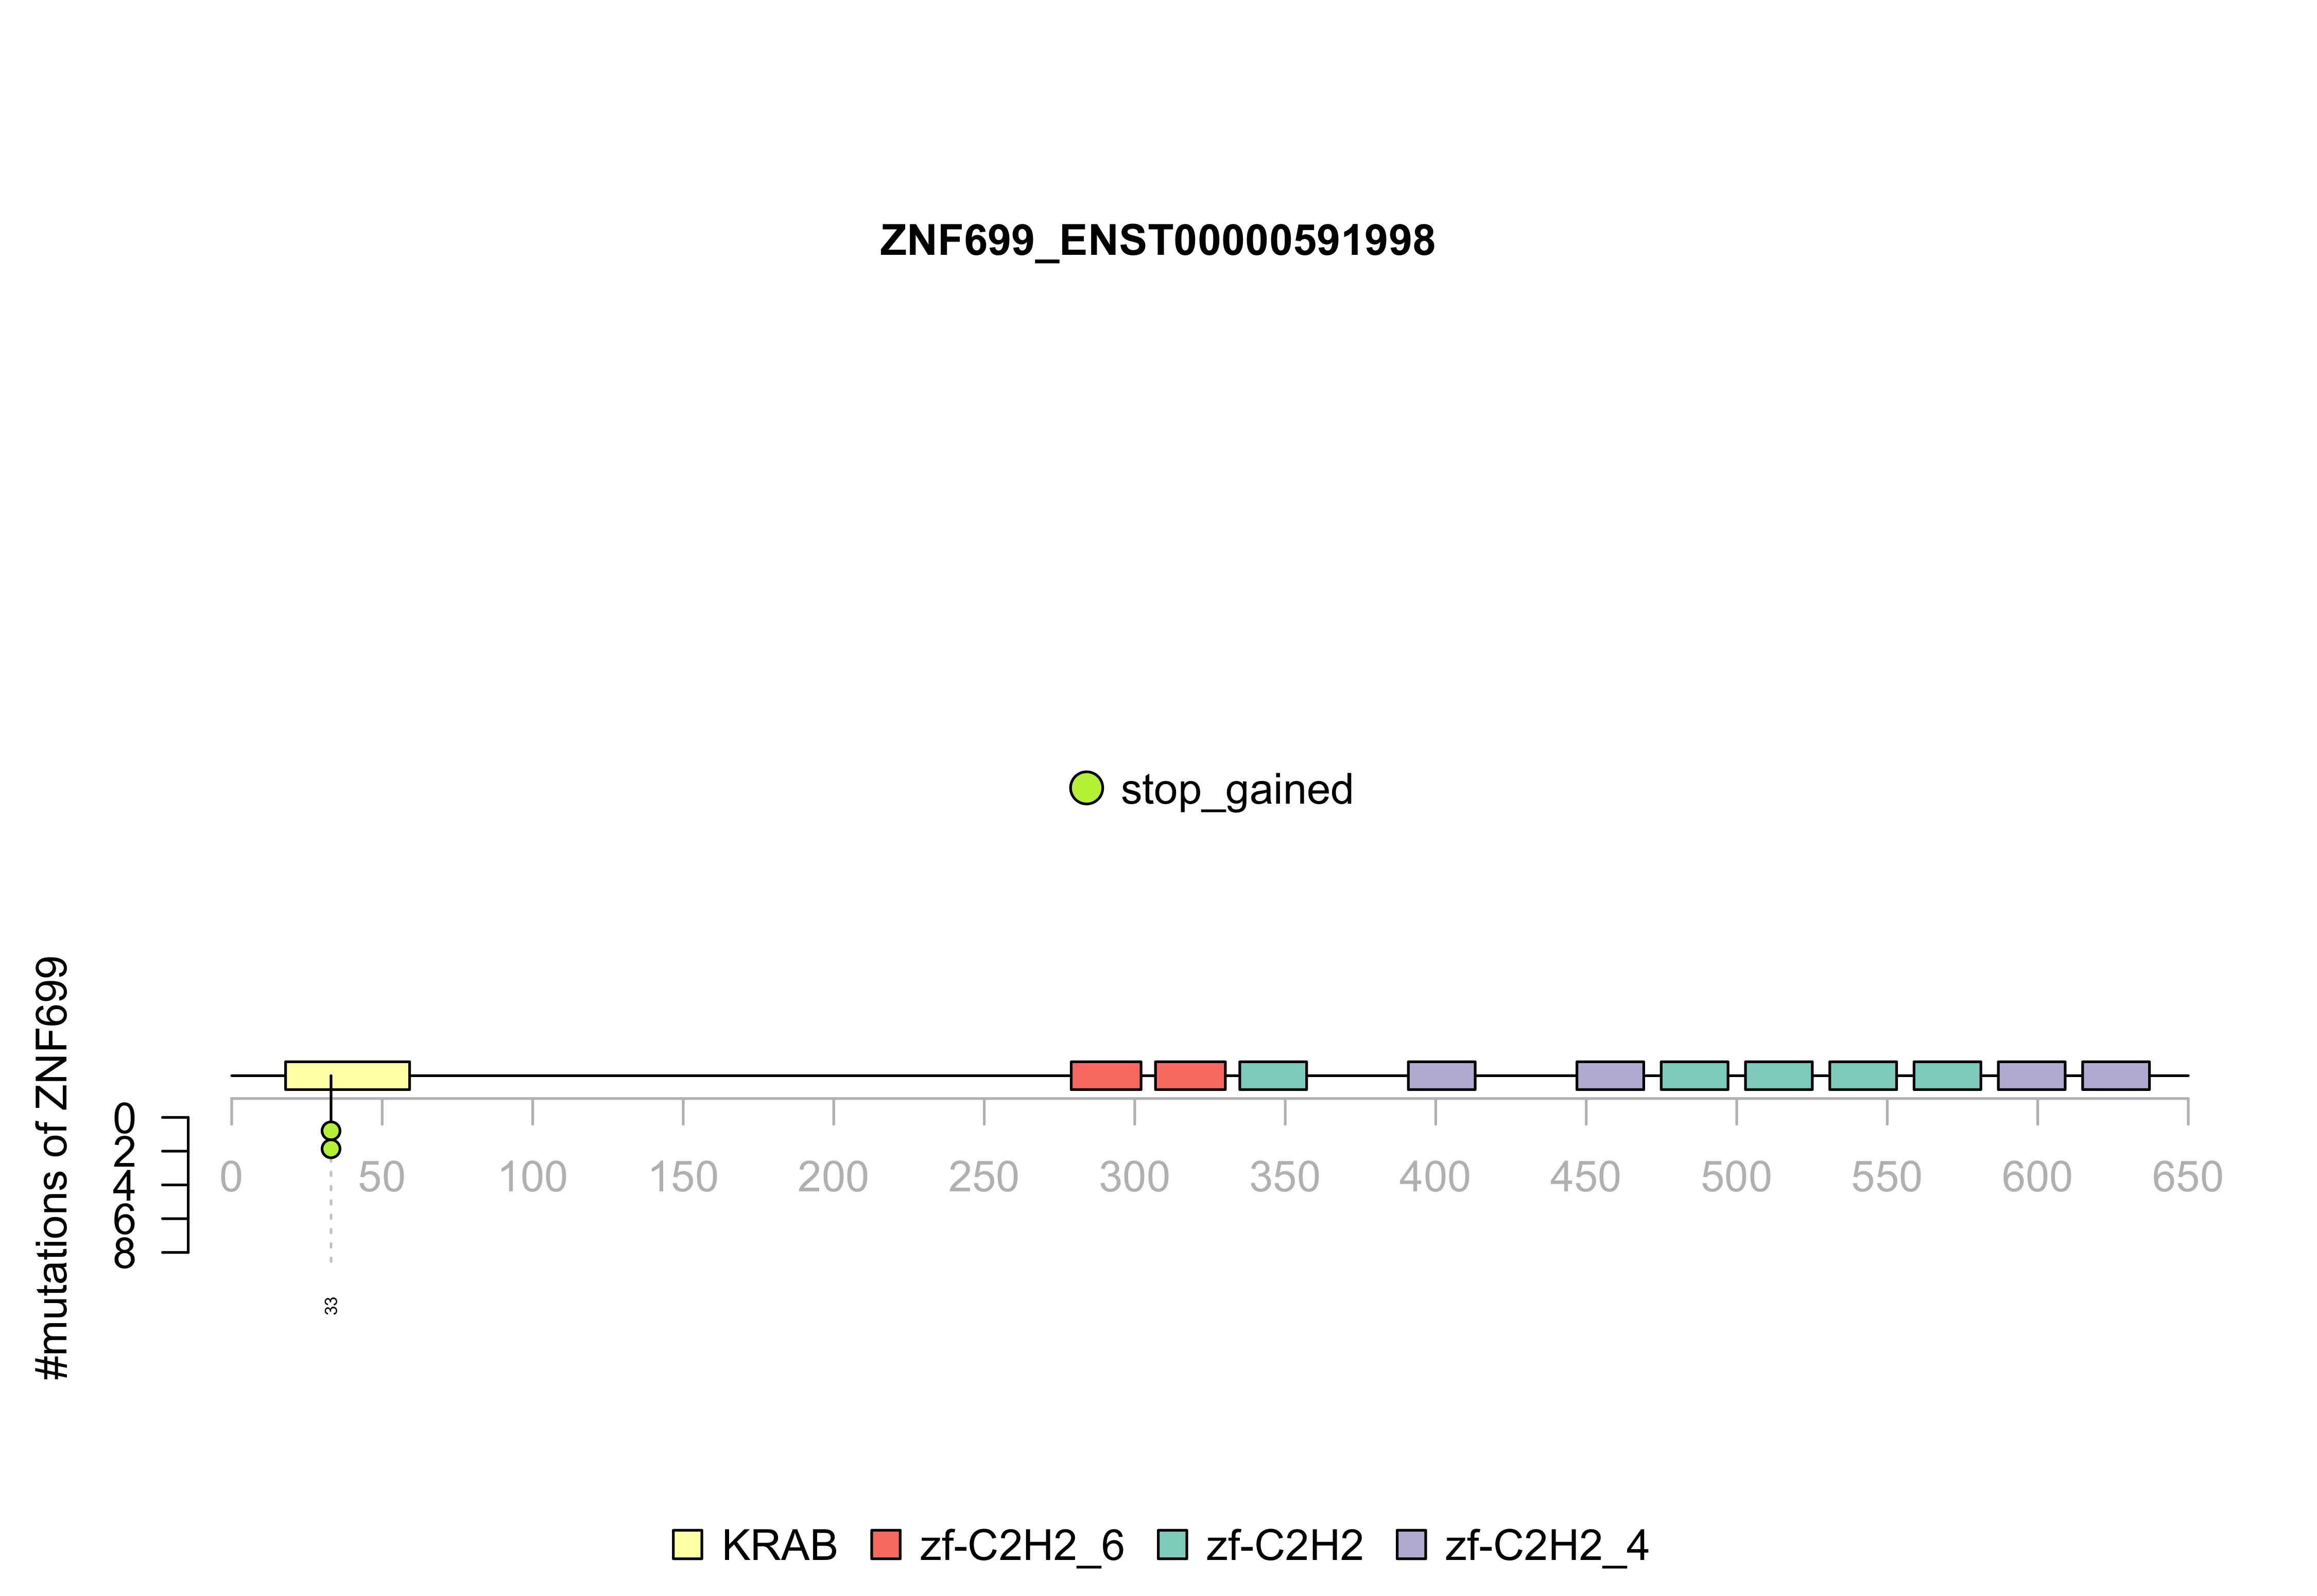 ZNF699_ENST00000591998
stop_gained
#mutations of ZNF699
0
2
4
6
8
0 50 100 150 200 250 300 350 400 450 500 550 600 650
33
KRAB zf-C2H2_6 zf-C2H2 zf-C2H2_4